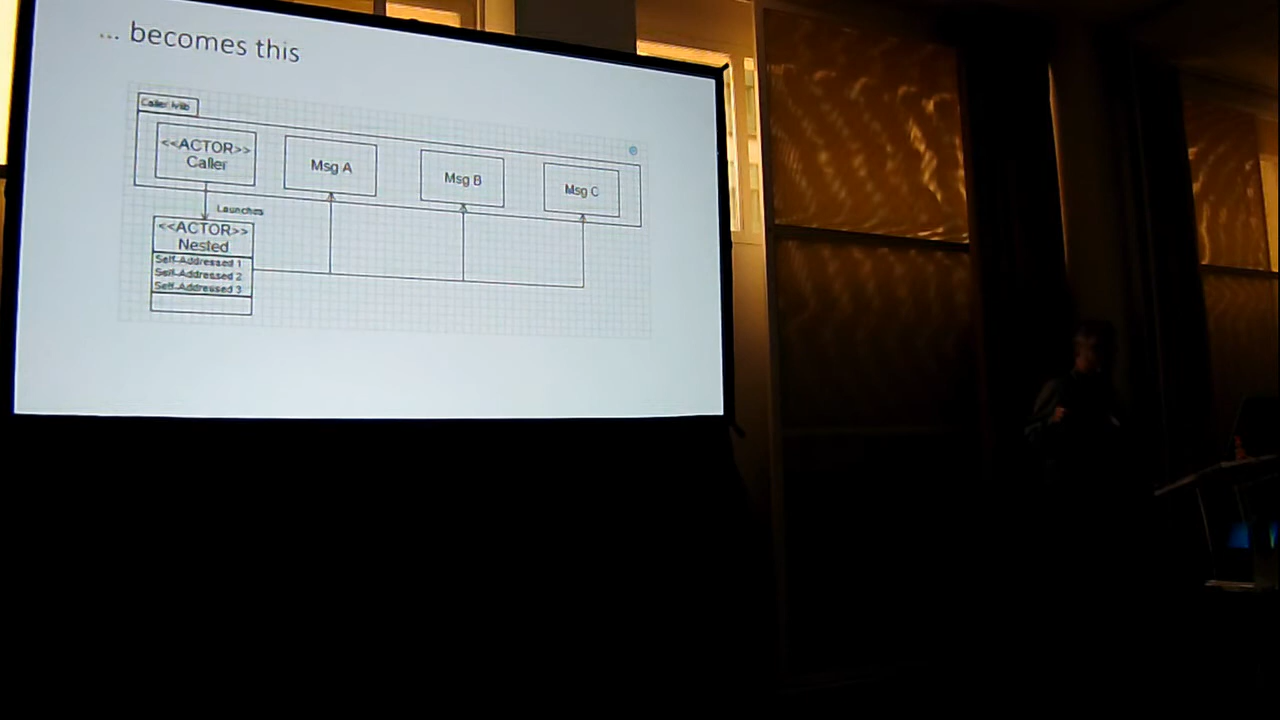 ... becomes this
Caller.lvlib
<<ACTOR>>
Caller
Msg A
Msg B
Msg C
Launches
<<ACTOR>>
Nested
Self-Addressed 1
Self-Addressed 2
Self-Addressed 3